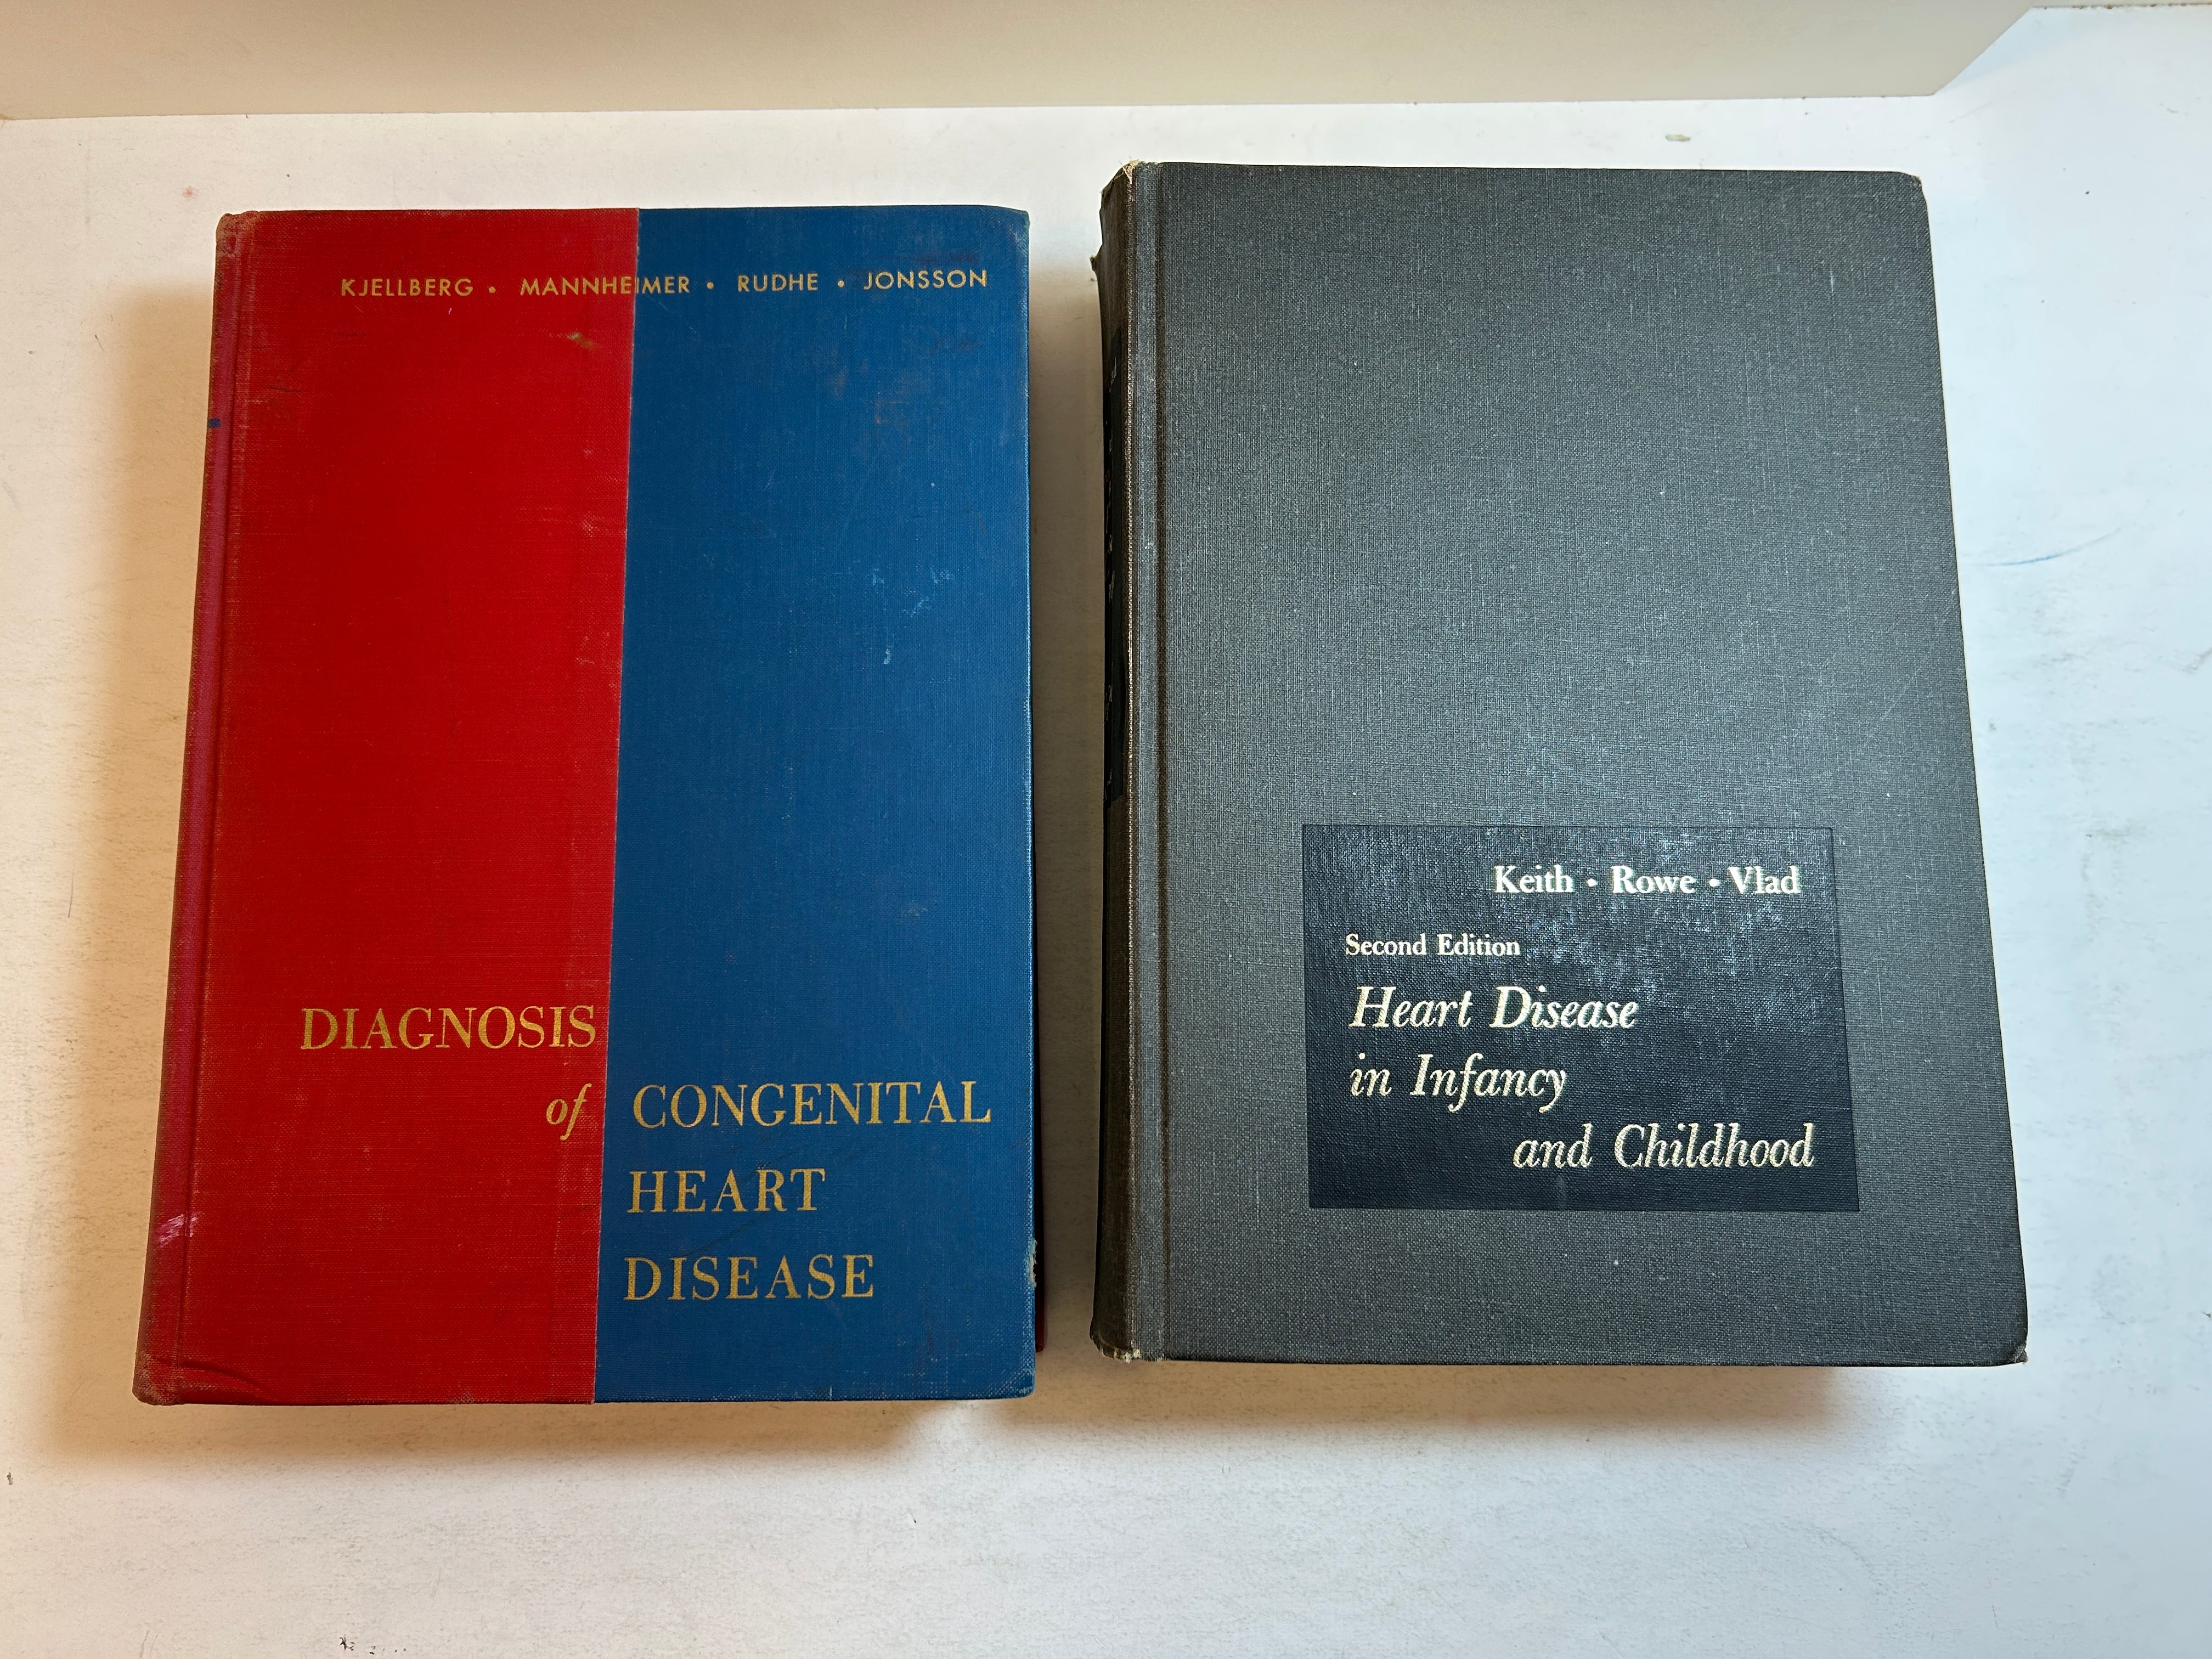 KJELLBERG • MANNHEIMER • RUDHE • JONSSON
DIAGNOSIS
of CONGENITAL
HEART
DISEASE
Keith • Rowe • Vlad
Second Edition
Heart Disease
in Infancy
and Childhood